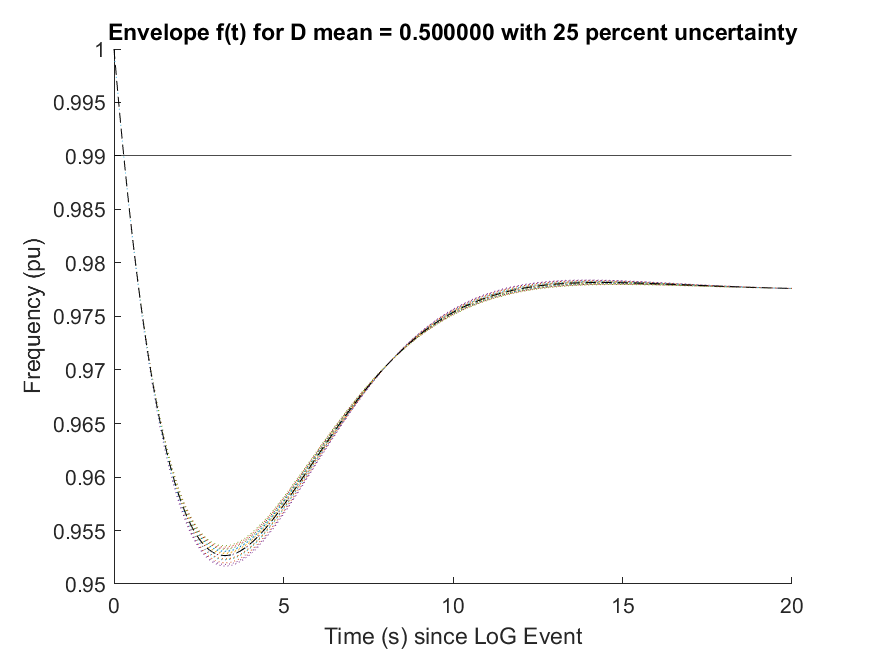 Envelope f(t) for D mean = 0.500000 with 25 percent uncertainty
1
0.995
0.99
0.985
0.98
0.975
0.97
0.965
0.96
0.955
0.95
Frequency (pu)
0 5 10 15 20
Time (s) since LoG Event